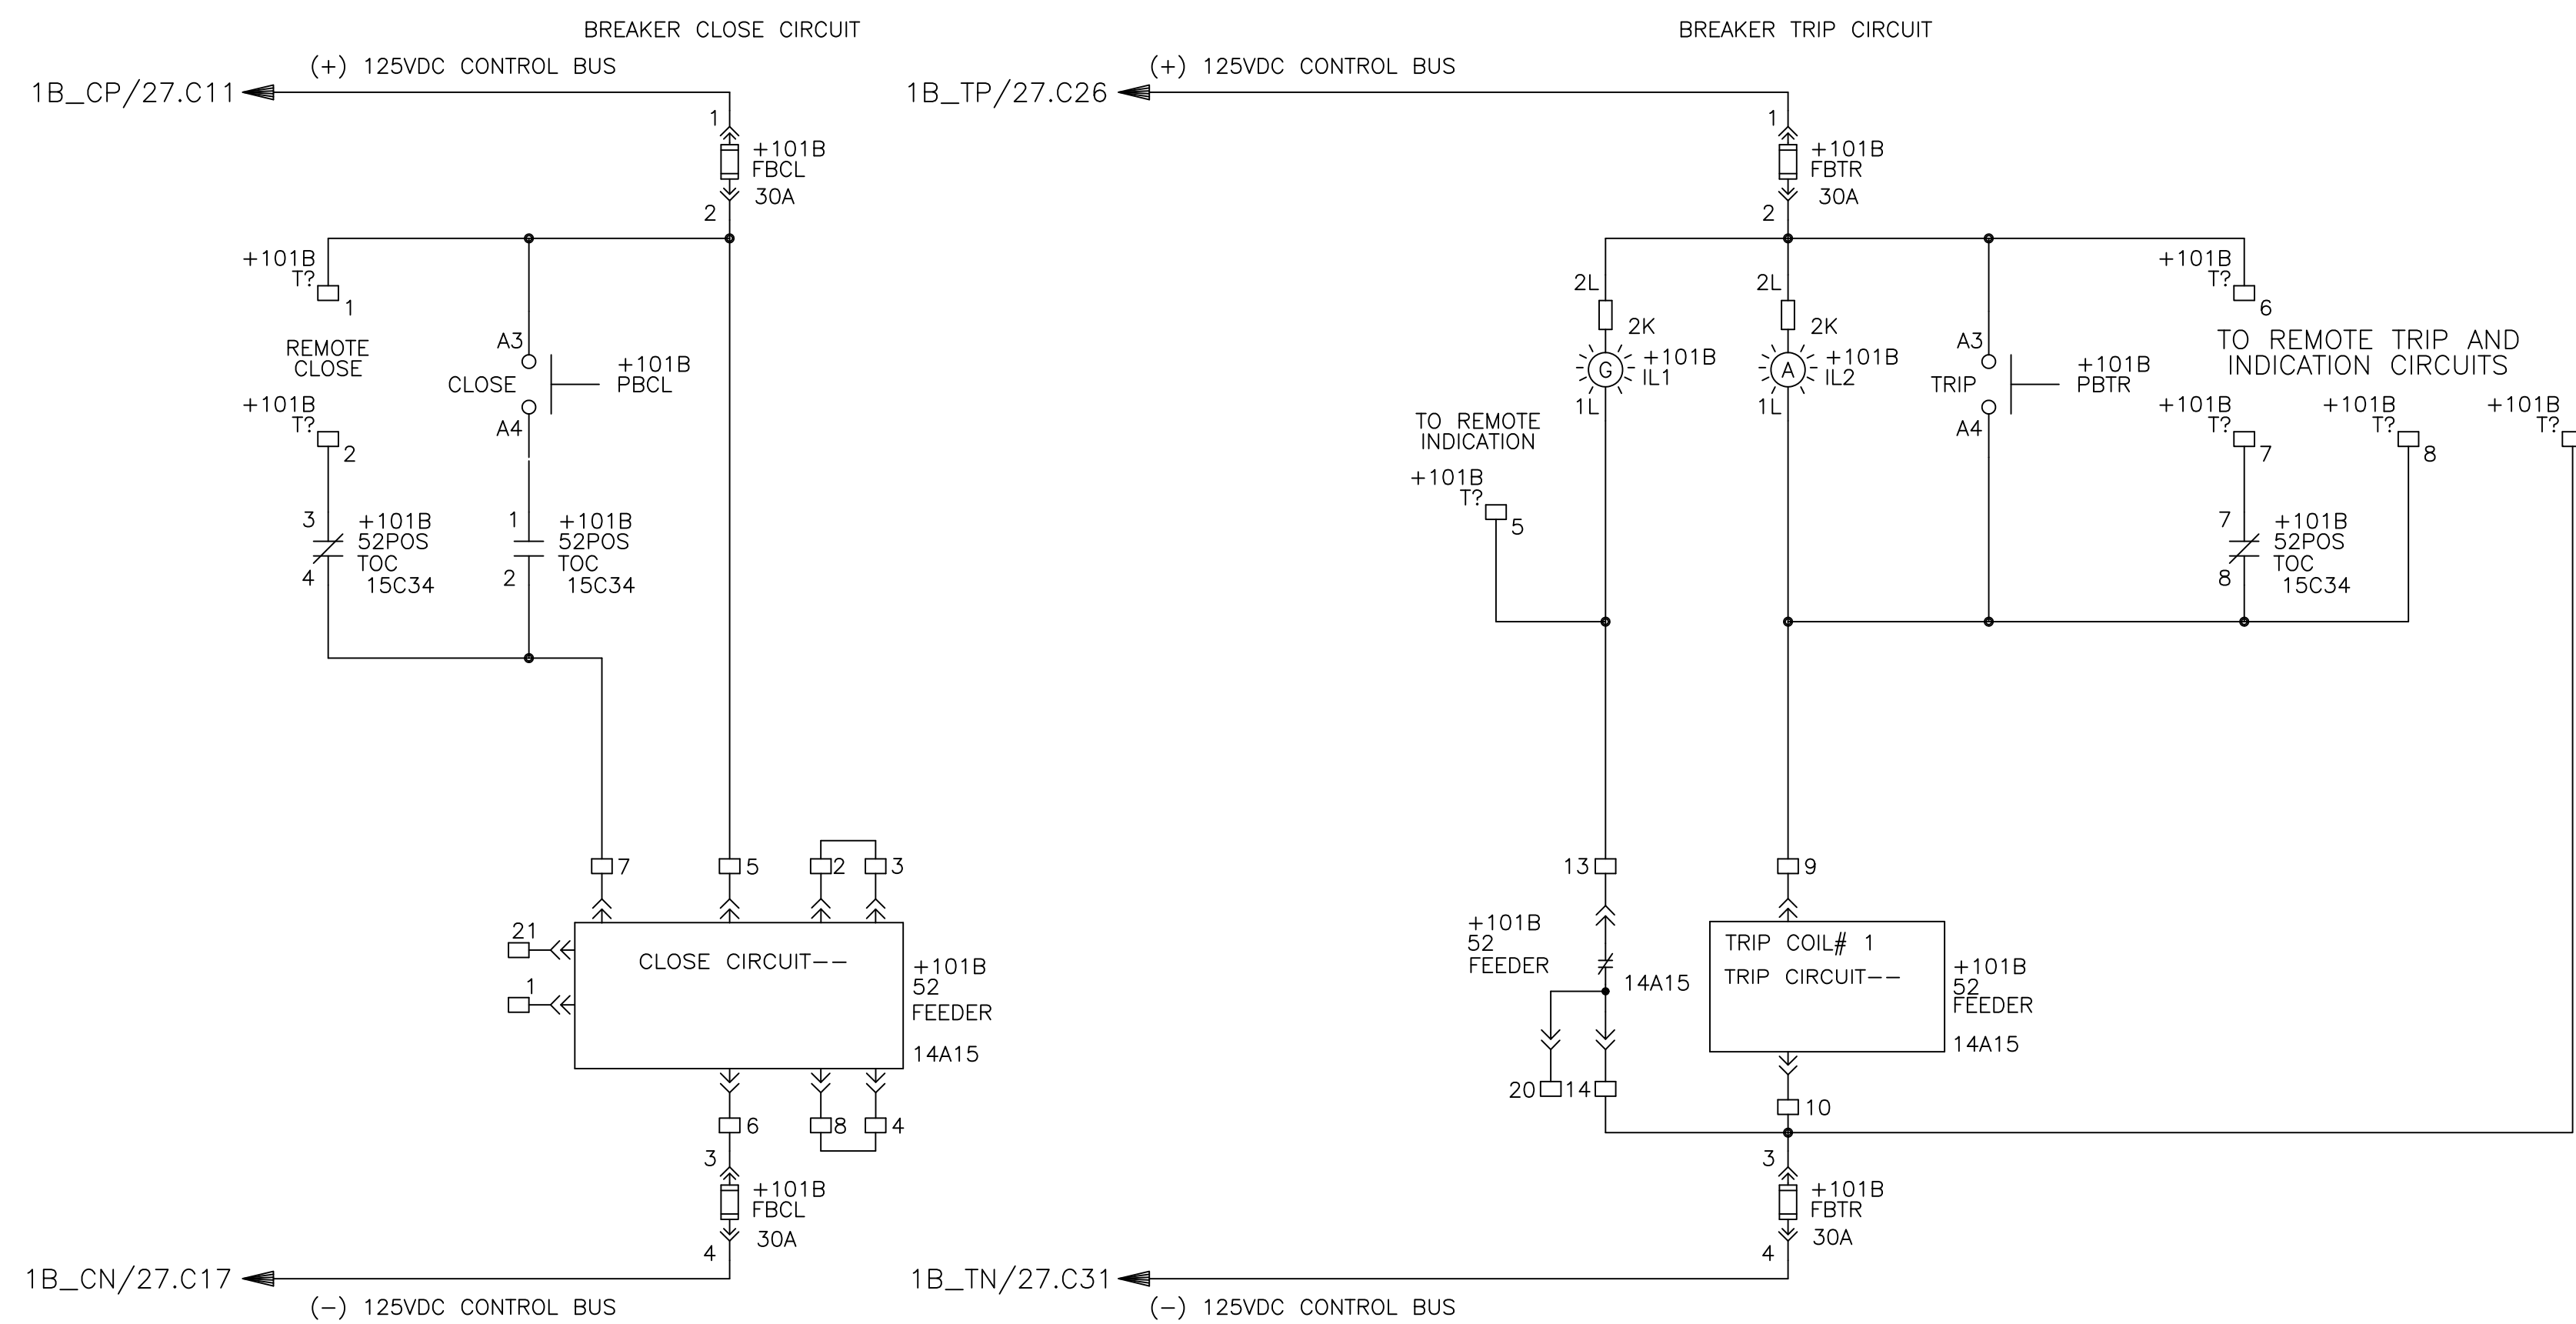 BREAKER CLOSE CIRCUIT
(+) 125VDC CONTROL BUS
1B_CP/27.C11
1
+101B
FBCL
30A
2
+101B
T?
1
REMOTE
CLOSE
+101B
T?
2
A3
CLOSE
A4
+101B
PBCL
3
4
+101B
52POS
TOC
15C34
1
2
+101B
52POS
TOC
15C34
7
5
2
3
21
1
CLOSE CIRCUIT--
+101B
52
FEEDER
14A15
6
8
4
3
+101B
FBCL
30A
4
1B_CN/27.C17
(-) 125VDC CONTROL BUS
BREAKER TRIP CIRCUIT
(+) 125VDC CONTROL BUS
1B_TP/27.C26
1
+101B
FBTR
30A
2
2L
2K
G
+101B
IL1
1L
2L
2K
A
+101B
IL2
1L
A3
TRIP
A4
+101B
PBTR
+101B
T?
6
TO REMOTE TRIP AND
INDICATION CIRCUITS
+101B
T?
7
+101B
T?
8
+101B
T?
TO REMOTE
INDICATION
+101B
T?
5
7
8
+101B
52POS
TOC
15C34
13
9
+101B
52
FEEDER
14A15
20
14
TRIP COIL# 1
TRIP CIRCUIT--
+101B
52
FEEDER
14A15
10
3
+101B
FBTR
30A
4
1B_TN/27.C31
(-) 125VDC CONTROL BUS